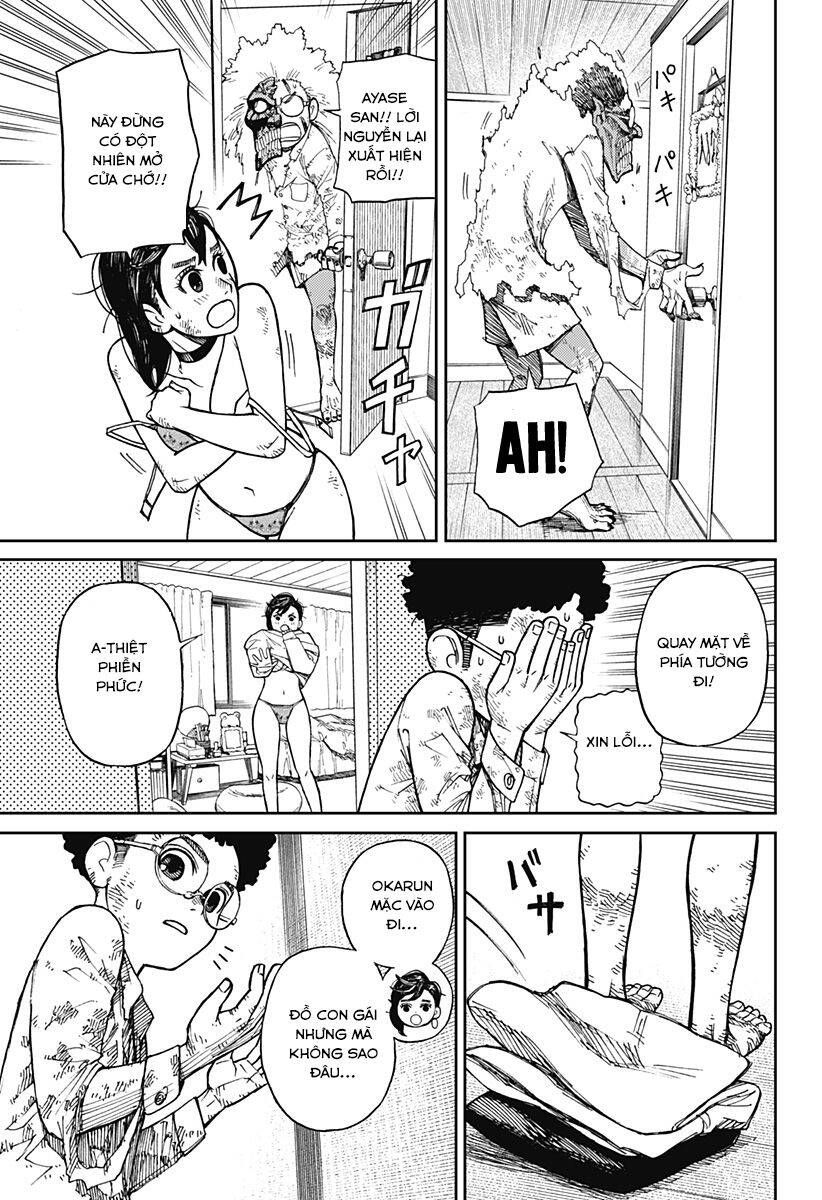 パキ
パキ
AH!
AYASE
SAN!! LỜI
NGUYỀN LẠI
XUẤT HIỆN
RỒI!!
ガチャ
NÀY ĐỪNG
CÓ ĐỘT
NHIÊN MỞ
CỬA CHỚ!!
QUAY MẶT VỀ
PHÍA TƯỜNG
ĐI!
XIN LỖI...
A-THIỆT
PHIỀN
PHỨC!
バサ
OKARUN
MẶC VÀO
ĐI...
ĐỒ CON GÁI
NHƯNG MÀ
KHÔNG SAO
ĐÂU...